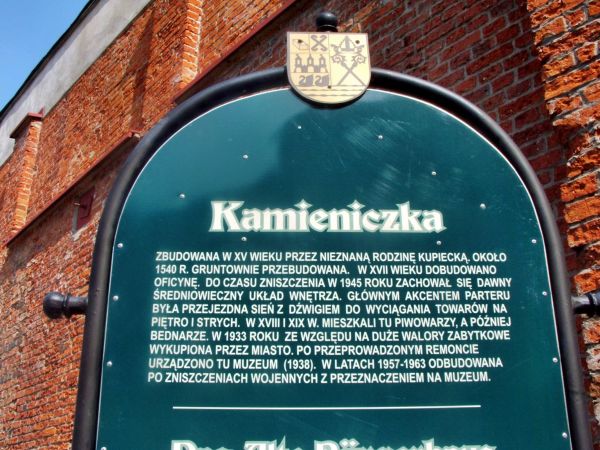 Kamieniczka
ZBUDOWANA W XV WIEKU PRZEZ NIEZNANĄ RODZINĘ KUPIECKĄ. OKOŁO
1540 R. GRUNTOWNIE PRZEBUDOWANA. W XVII WIEKU DOBUDOWANO
OFICYNĘ. DO CZASU ZNISZCZENIA W 1945 ROKU ZACHOWAŁ SIĘ DAWNY
ŚREDNIOWIECZNY UKŁAD WNĘTRZA. GŁÓWNYM AKCENTEM PARTERU
BYŁA PRZEJEZDNA SIEŃ Z DŹWIGIEM DO WYCIĄGANIA TOWARÓW NA
PIĘTRO I STRYCH. W XVIII I XIX W. MIESZKALI TU PIWOWARZY, A PÓŹNIEJ
BEDNARZE. W 1933 ROKU ZE WZGLĘDU NA DUŻE WALORY ZABYTKOWE
WYKUPIONA PRZEZ MIASTO. PO PRZEPROWADZONYM REMONCIE
URZĄDZONO TU MUZEUM (1938). W LATACH 1957-1963 ODBUDOWANA
PO ZNISZCZENIACH WOJENNYCH Z PRZEZNACZENIEM NA MUZEUM.
Das Alte